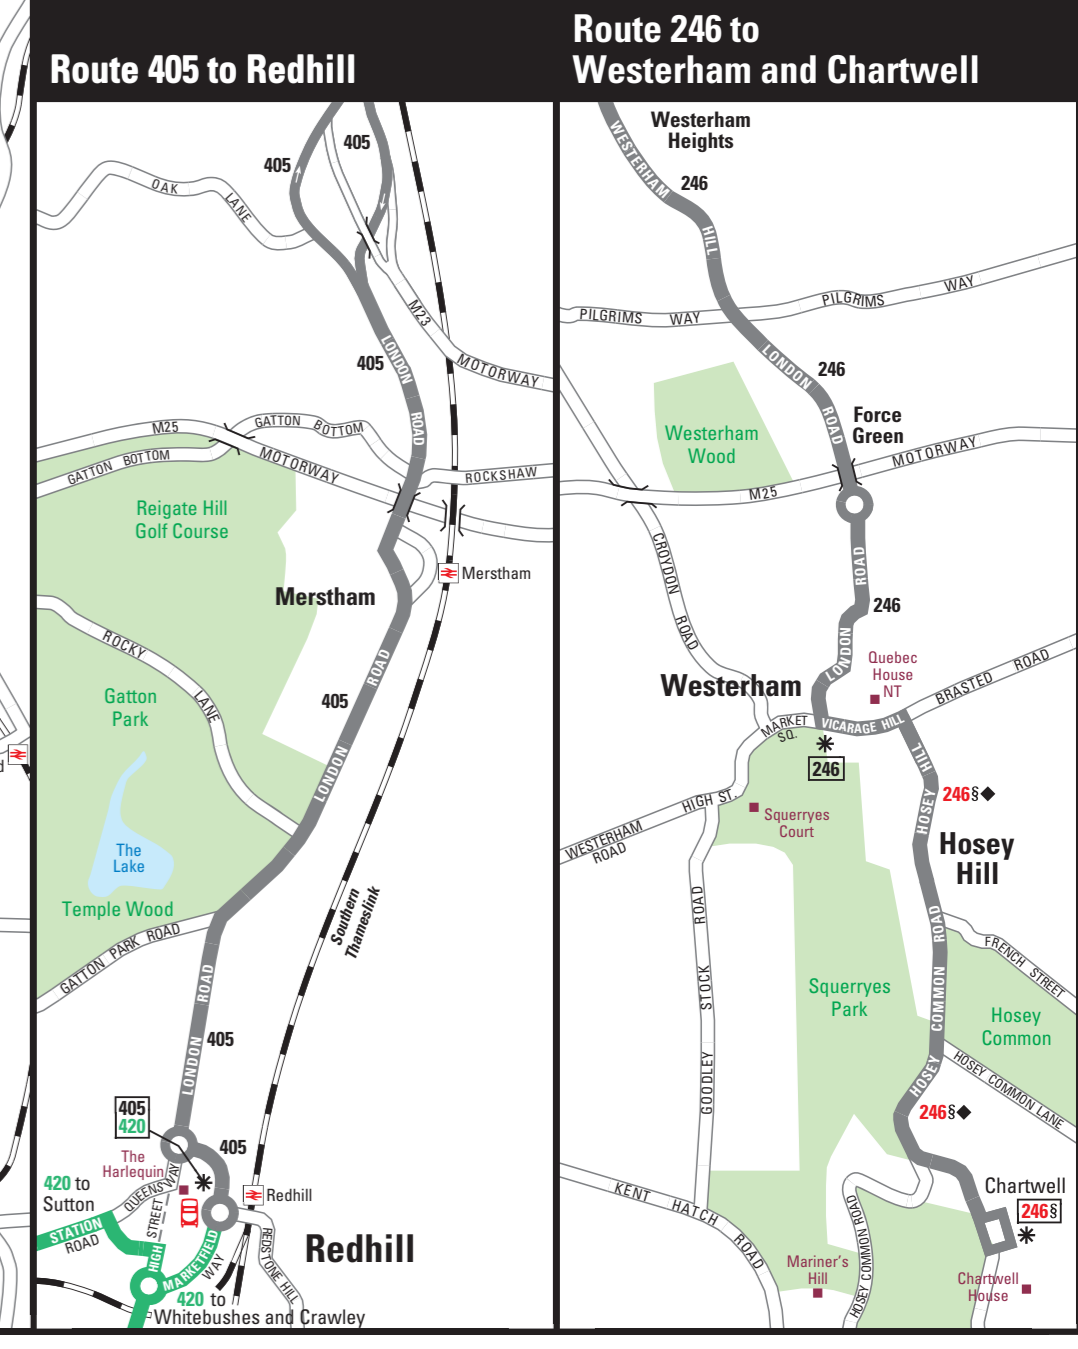 Route 405 to Redhill
405
405
OAK
LANE
M23
MOTORWAY
405
LONDON
ROAD
M25
GATTON BOTTOM
GATTON BOTTOM
MOTORWAY
ROCKSHAW
Reigate Hill
Golf Course
Merstham
Merstham
ROCKY
LANE
Gatton
Park
405
LONDON
ROAD
The
Lake
Temple Wood
GATTON PARK ROAD
Southern
Thameslink
LONDON
ROAD
405
405
420
405
The
Harlequin
420 to
Sutton
QUEENSWAY
Redhill
STATION
ROAD
HIGH
STREET
MARKETFIELD
WAY
REDSTONE HILL
Redhill
420 to
Whitebushes and Crawley
Route 246 to
Westerham and Chartwell
Westerham
Heights
WESTERHAM
HILL
246
PILGRIMS WAY
PILGRIMS WAY
LONDON
ROAD
246
Force
Green
Westerham
Wood
M25
MOTORWAY
CROYDON
ROAD
LONDON
ROAD
246
Quebec
House
NT
BRASTED ROAD
Westerham
MARKET
SQ.
VICARAGE HILL
246
HIGH ST.
WESTERHAM
ROAD
Squerryes
Court
HOSEY
HILL
246§◆
Hosey
Hill
GOODLEY STOCK ROAD
Squerryes
Park
HOSEY COMMON ROAD
FRENCH STREET
Hosey
Common
HOSEY COMMON LANE
246§◆
KENT HATCH ROAD
Chartwell
246§
HOSEY COMMON ROAD
Mariner's
Hill
Chartwell
House
d